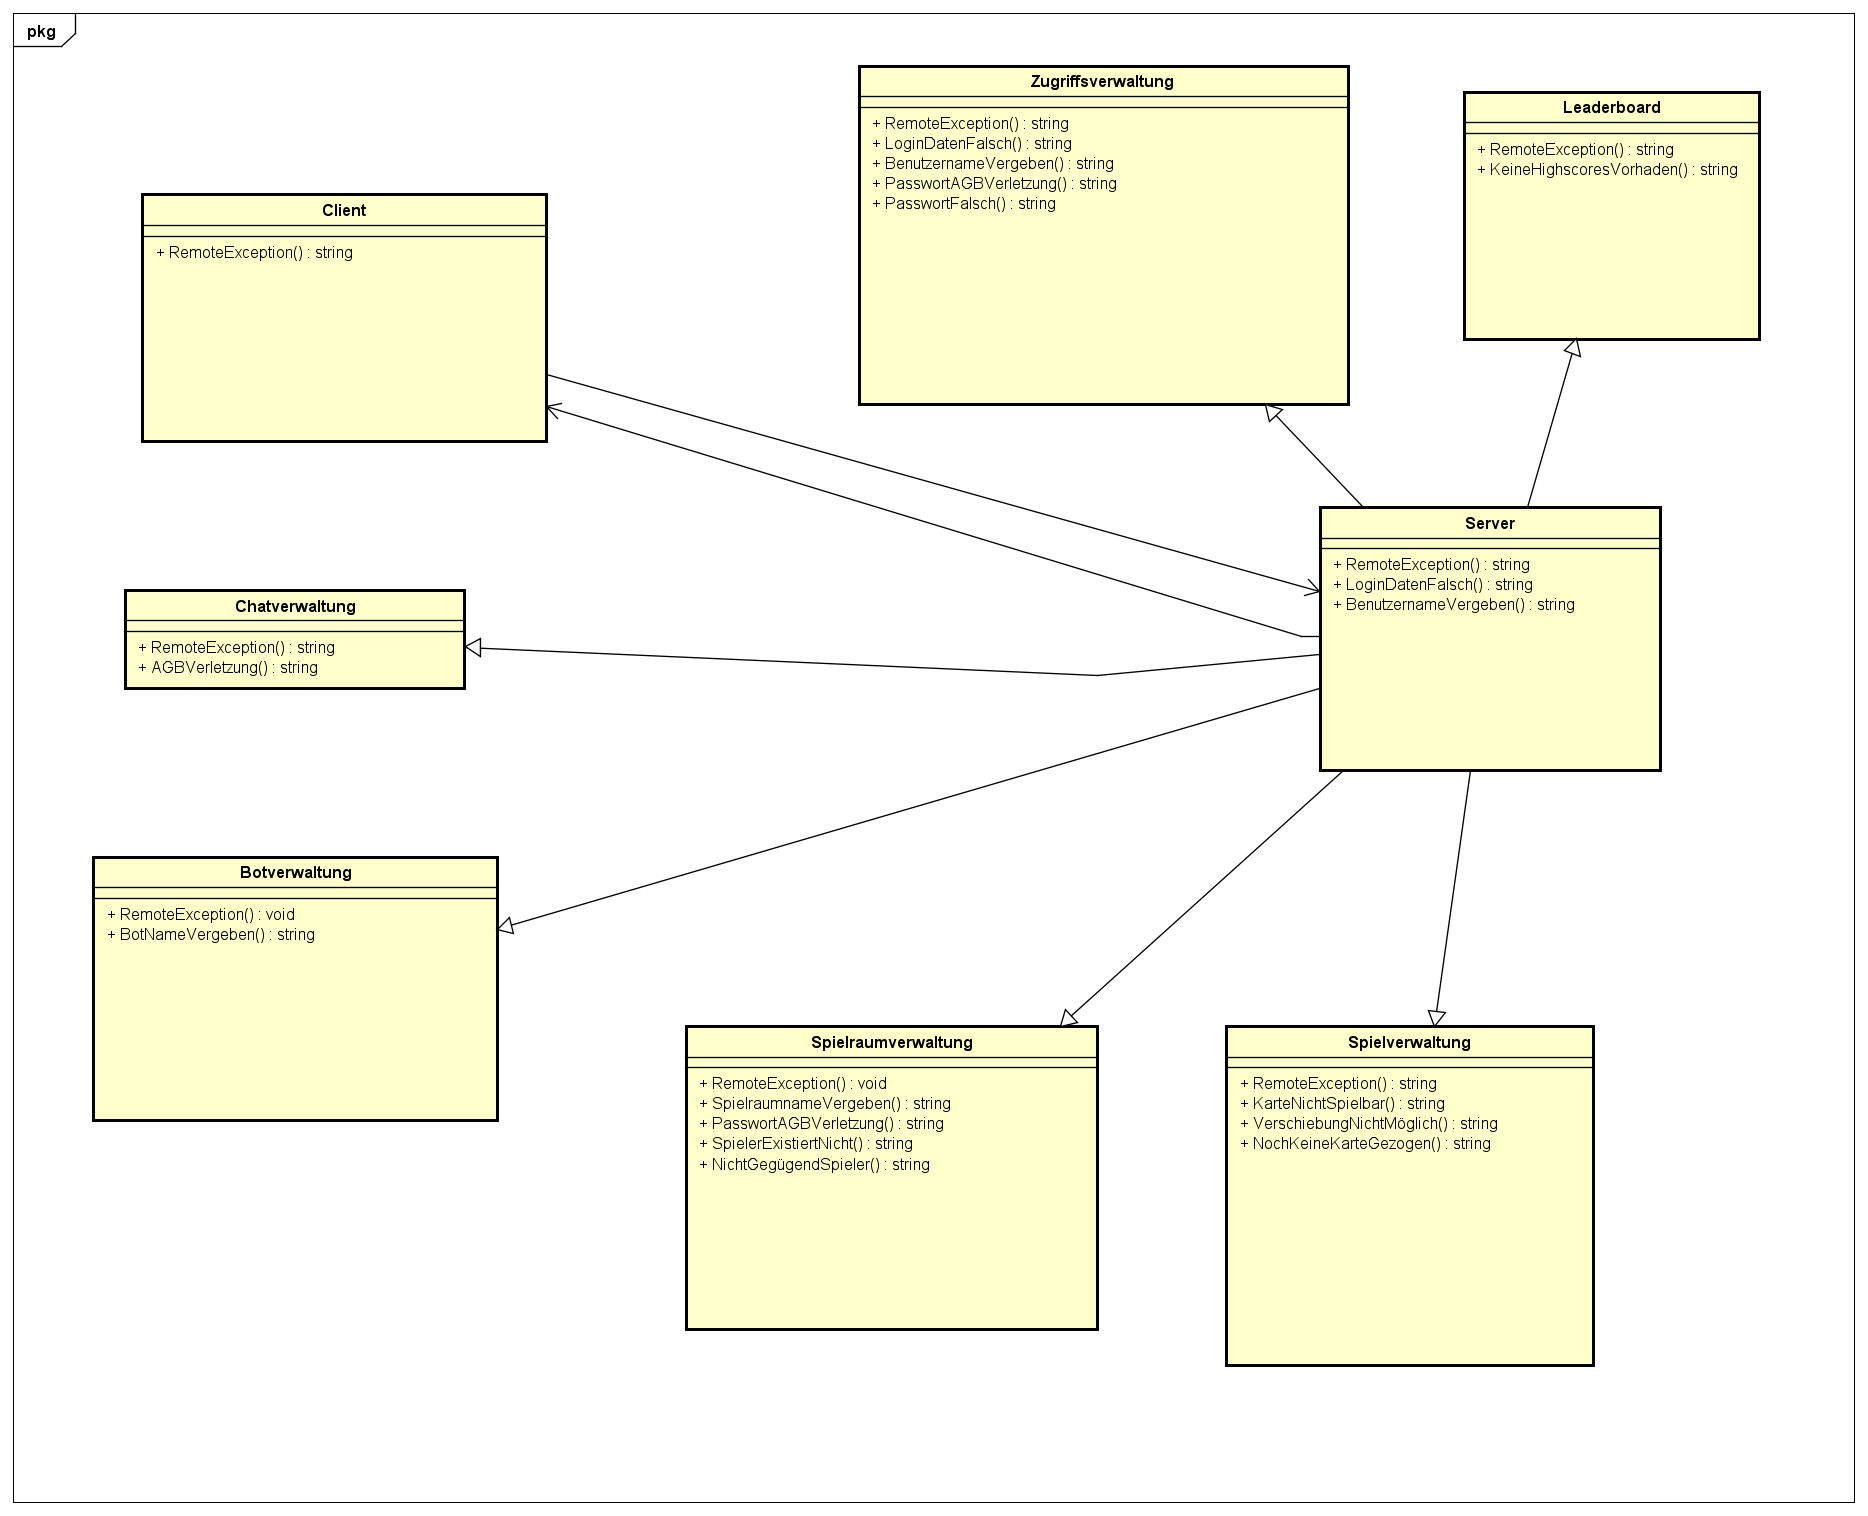 pkg
Zugriffsverwaltung
+ RemoteException() : string
+ LoginDatenFalsch() : string
+ BenutzernameVergeben() : string
+ PasswortAGBVerletzung() : string
+ PasswortFalsch() : string
Leaderboard
+ RemoteException() : string
+ KeineHighscoresVorhaden() : string
Client
+ RemoteException() : string
Server
+ RemoteException() : string
+ LoginDatenFalsch() : string
+ BenutzernameVergeben() : string
Chatverwaltung
+ RemoteException() : string
+ AGBVerletzung() : string
Botverwaltung
+ RemoteException() : void
+ BotNameVergeben() : string
Spielraumverwaltung
+ RemoteException() : void
+ SpielraumnameVergeben() : string
+ PasswortAGBVerletzung() : string
+ SpielerExistiertNicht() : string
+ NichtGegügendSpieler() : string
Spielverwaltung
+ RemoteException() : string
+ KarteNichtSpielbar() : string
+ VerschiebungNichtMöglich() : string
+ NochKeineKarteGezogen() : string